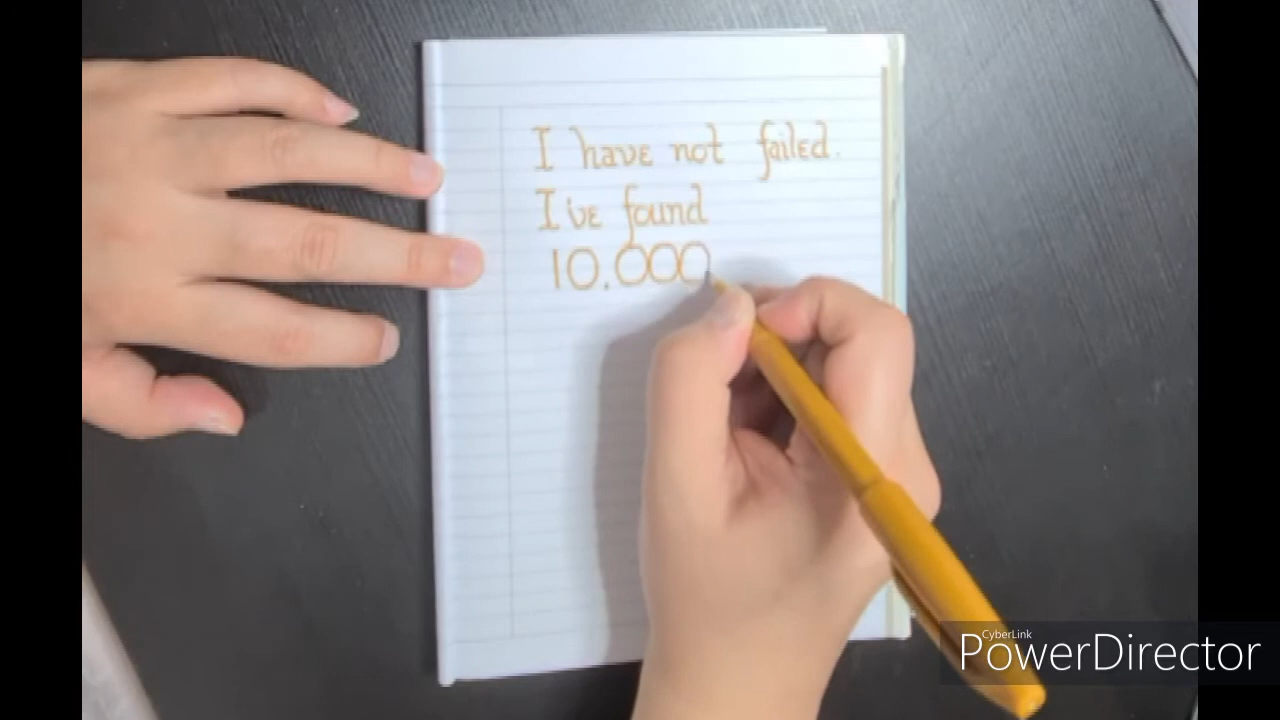 I have not failed.
I've found
10.000
CyberLink
PowerDirector